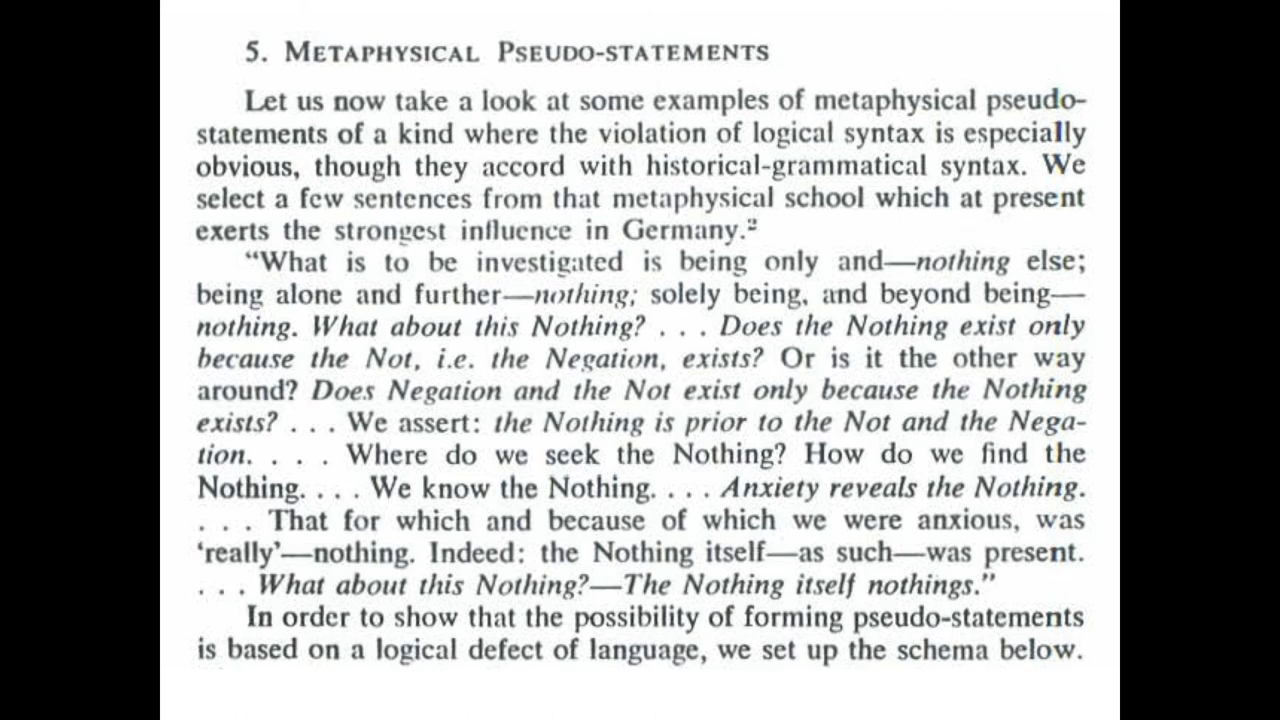 5. METAPHYSICAL PSEUDO-STATEMENTS
Let us now take a look at some examples of metaphysical pseudo-
statements of a kind where the violation of logical syntax is especially
obvious, though they accord with historical-grammatical syntax. We
select a few sentences from that metaphysical school which at present
exerts the strongest influence in Germany.²
“What is to be investigated is being only and—nothing else;
being alone and further—nothing; solely being, and beyond being—
nothing. What about this Nothing? . . . Does the Nothing exist only
because the Not, i.e. the Negation, exists? Or is it the other way
around? Does Negation and the Not exist only because the Nothing
exists? . . . We assert: the Nothing is prior to the Not and the Nega-
tion. . . . Where do we seek the Nothing? How do we find the
Nothing. . . . We know the Nothing. . . . Anxiety reveals the Nothing.
. . . That for which and because of which we were anxious, was
‘really’—nothing. Indeed: the Nothing itself—as such—was present.
. . . What about this Nothing?—The Nothing itself nothings.”
In order to show that the possibility of forming pseudo-statements
is based on a logical defect of language, we set up the schema below.